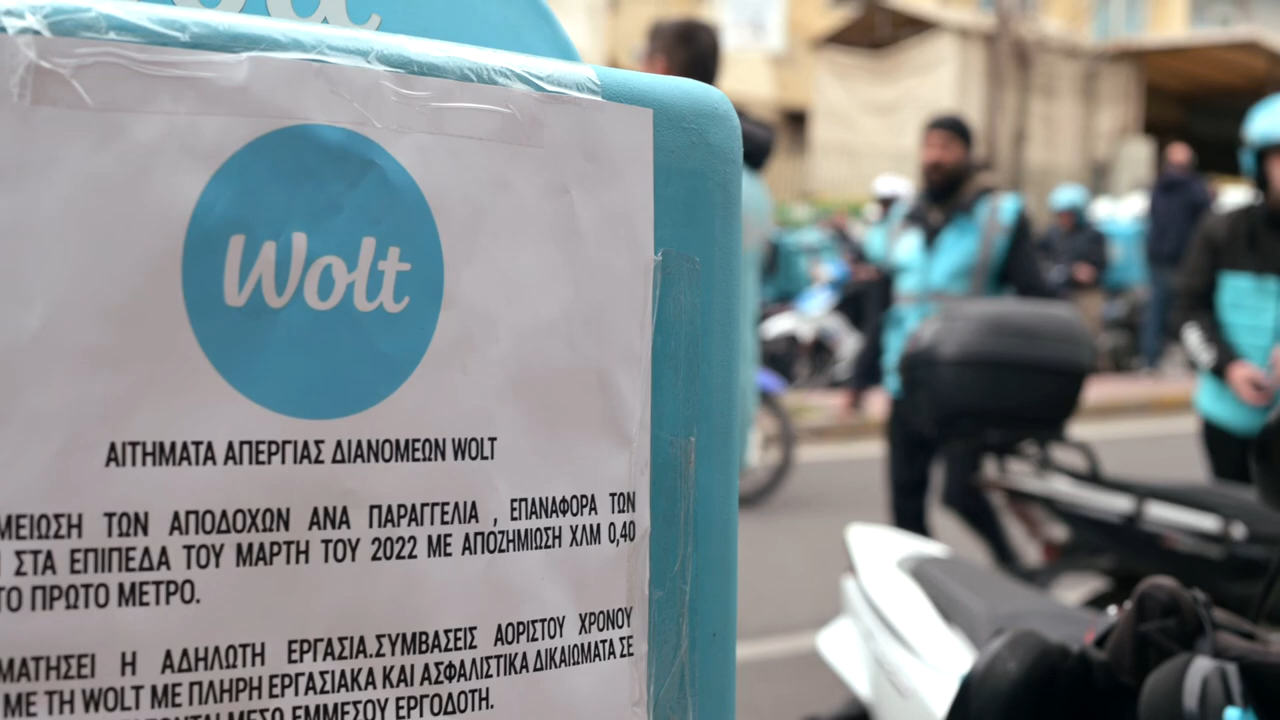 Wolt
ΑΙΤΗΜΑΤΑ ΑΠΕΡΓΙΑΣ ΔΙΑΝΟΜΕΩΝ WOLT
ΜΕΙΩΣΗ ΤΩΝ ΑΠΟΔΟΧΩΝ ΑΝΑ ΠΑΡΑΓΓΕΛΙΑ , ΕΠΑΝΑΦΟΡΑ ΤΩΝ
ΣΤΑ ΕΠΙΠΕΔΑ ΤΟΥ ΜΑΡΤΗ ΤΟΥ 2022 ΜΕ ΑΠΟΖΗΜΙΩΣΗ ΧΛΜ 0,40
ΤΟ ΠΡΩΤΟ ΜΕΤΡΟ.
ΜΑΤΗΣΕΙ Η ΑΔΗΛΩΤΗ ΕΡΓΑΣΙΑ.ΣΥΜΒΑΣΕΙΣ ΑΟΡΙΣΤΟΥ ΧΡΟΝΟΥ
ΜΕ ΤΗ WOLT ΜΕ ΠΛΗΡΗ ΕΡΓΑΣΙΑΚΑ ΚΑΙ ΑΣΦΑΛΙΣΤΙΚΑ ΔΙΚΑΙΩΜΑΤΑ ΣΕ
ΜΕΣΩ ΕΜΜΕΣΟΥ ΕΡΓΟΔΟΤΗ.